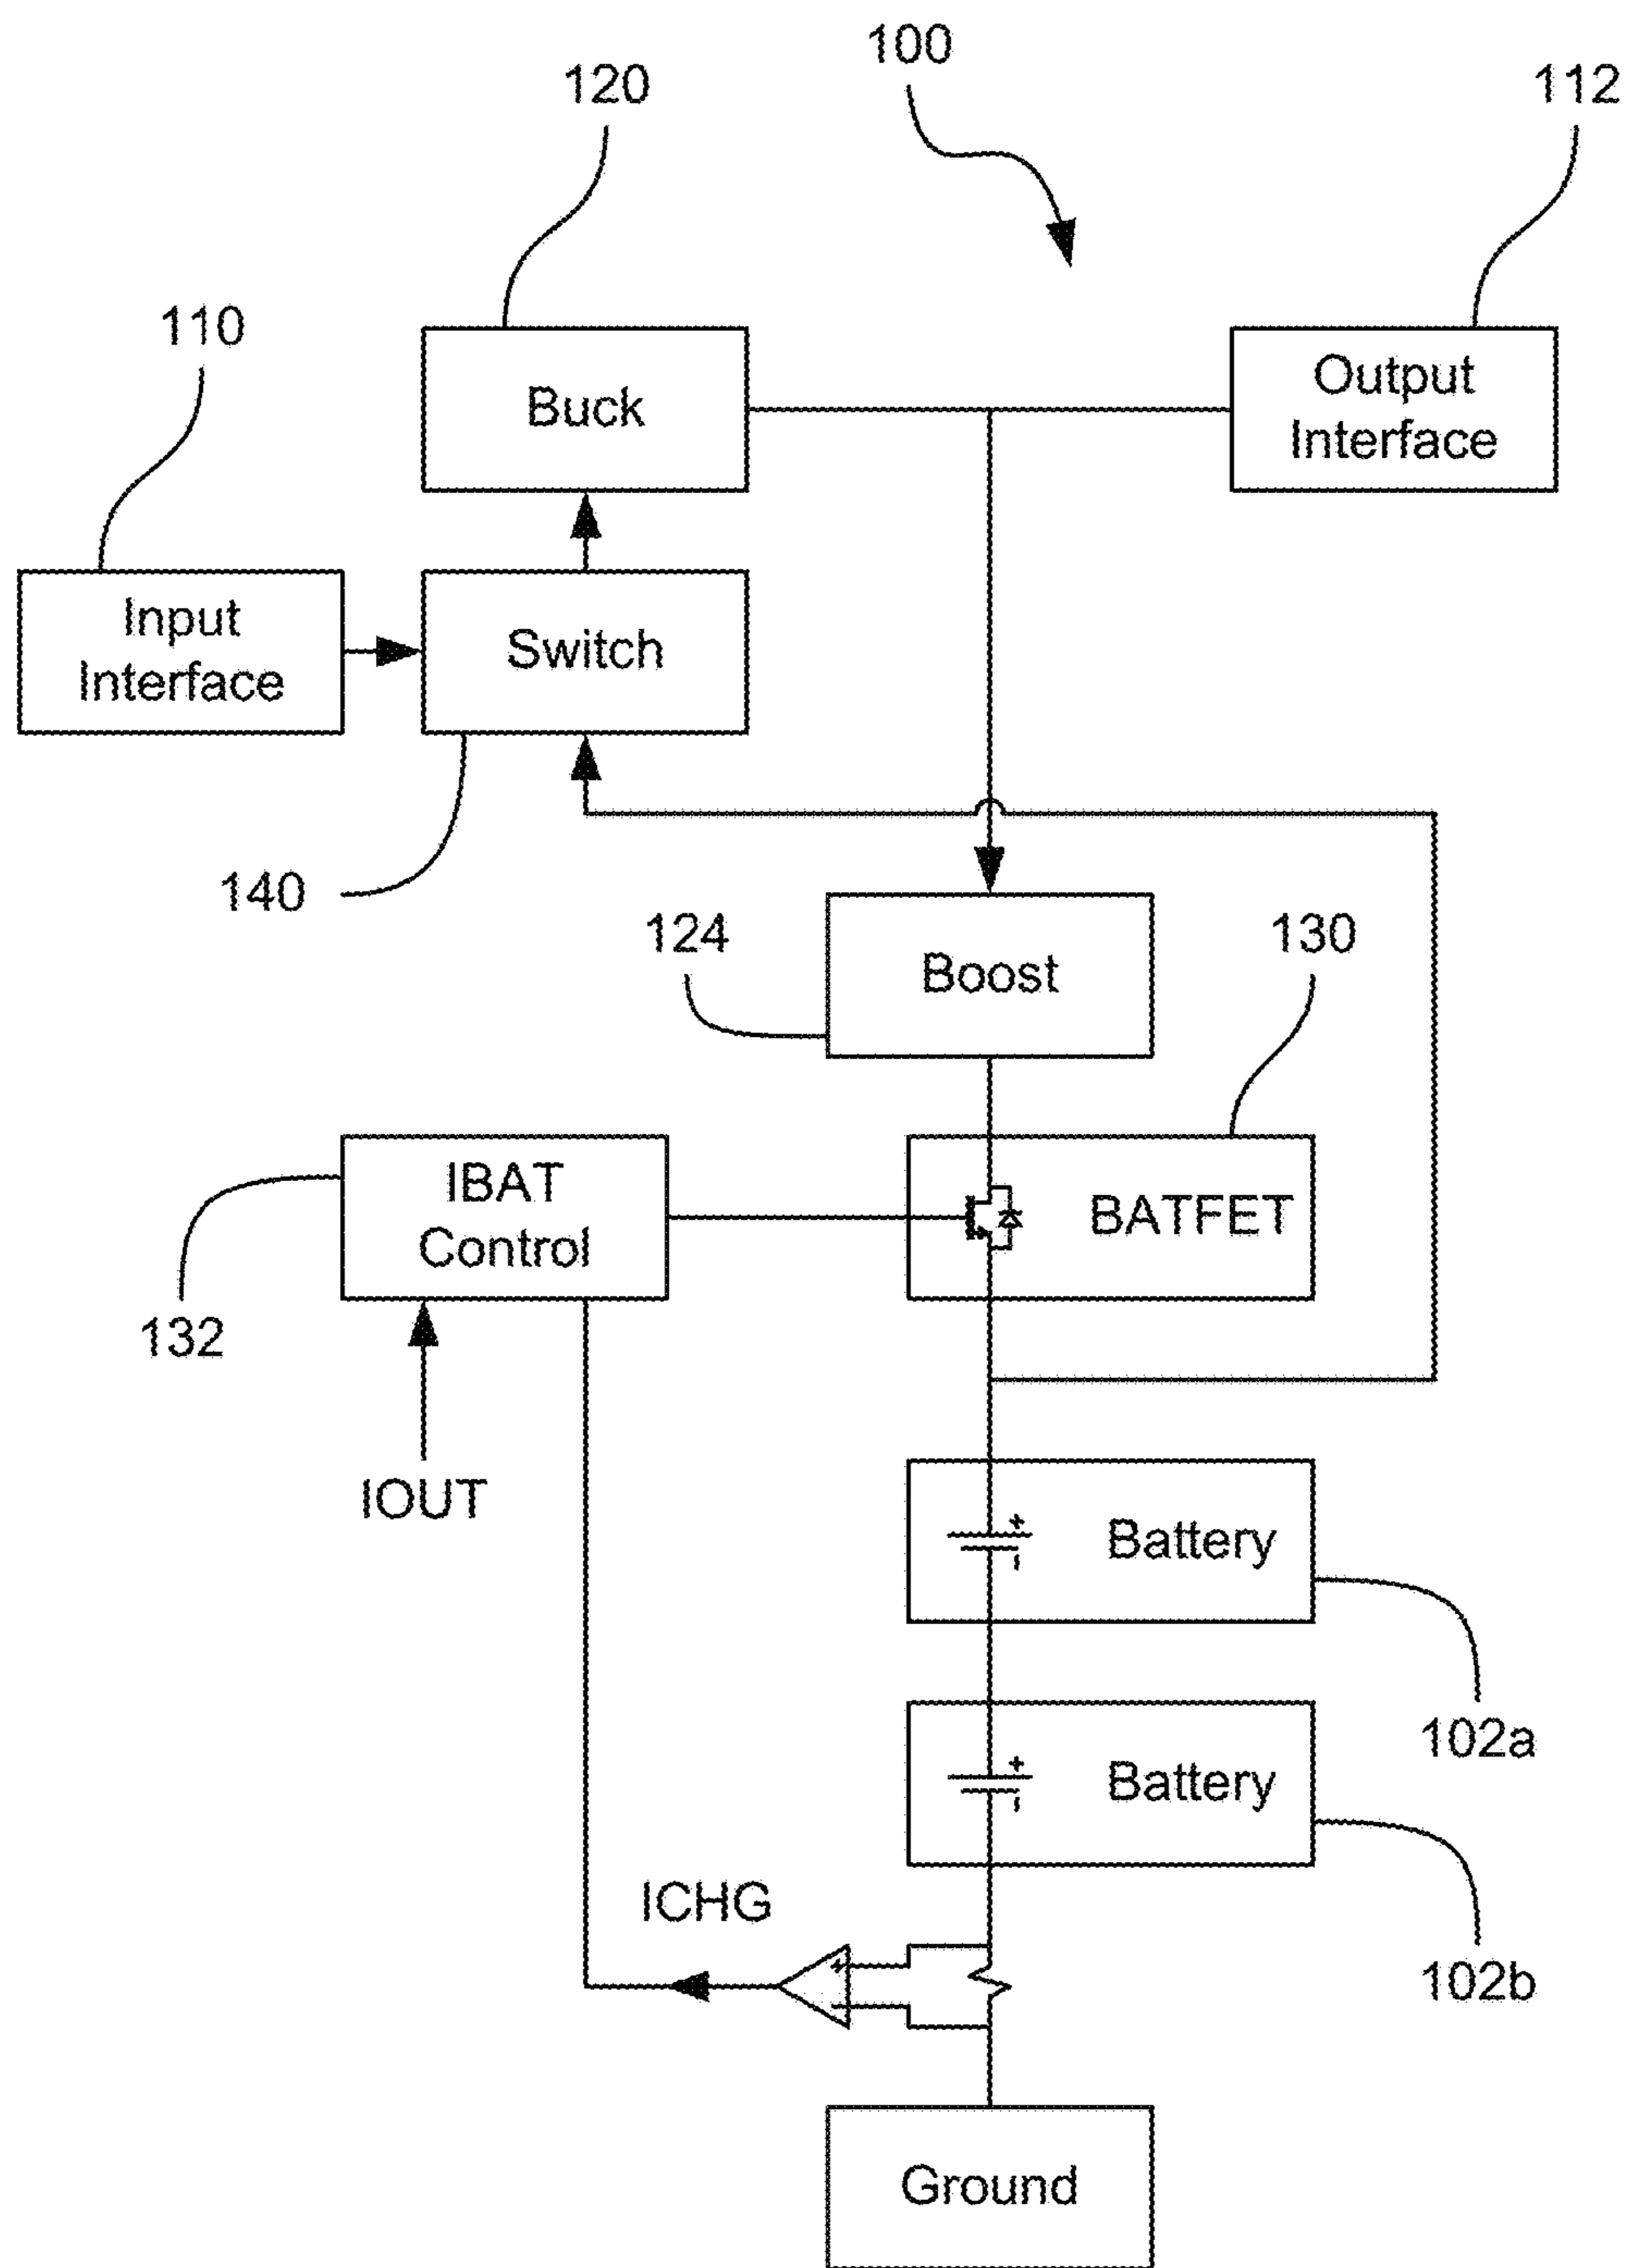 100
120
112
110
Buck
Output
Interface
Input
Interface
Switch
140
124
130
Boost
IBAT
Control
BATFET
132
IOUT
Battery
102a
Battery
ICHG
102b
Ground